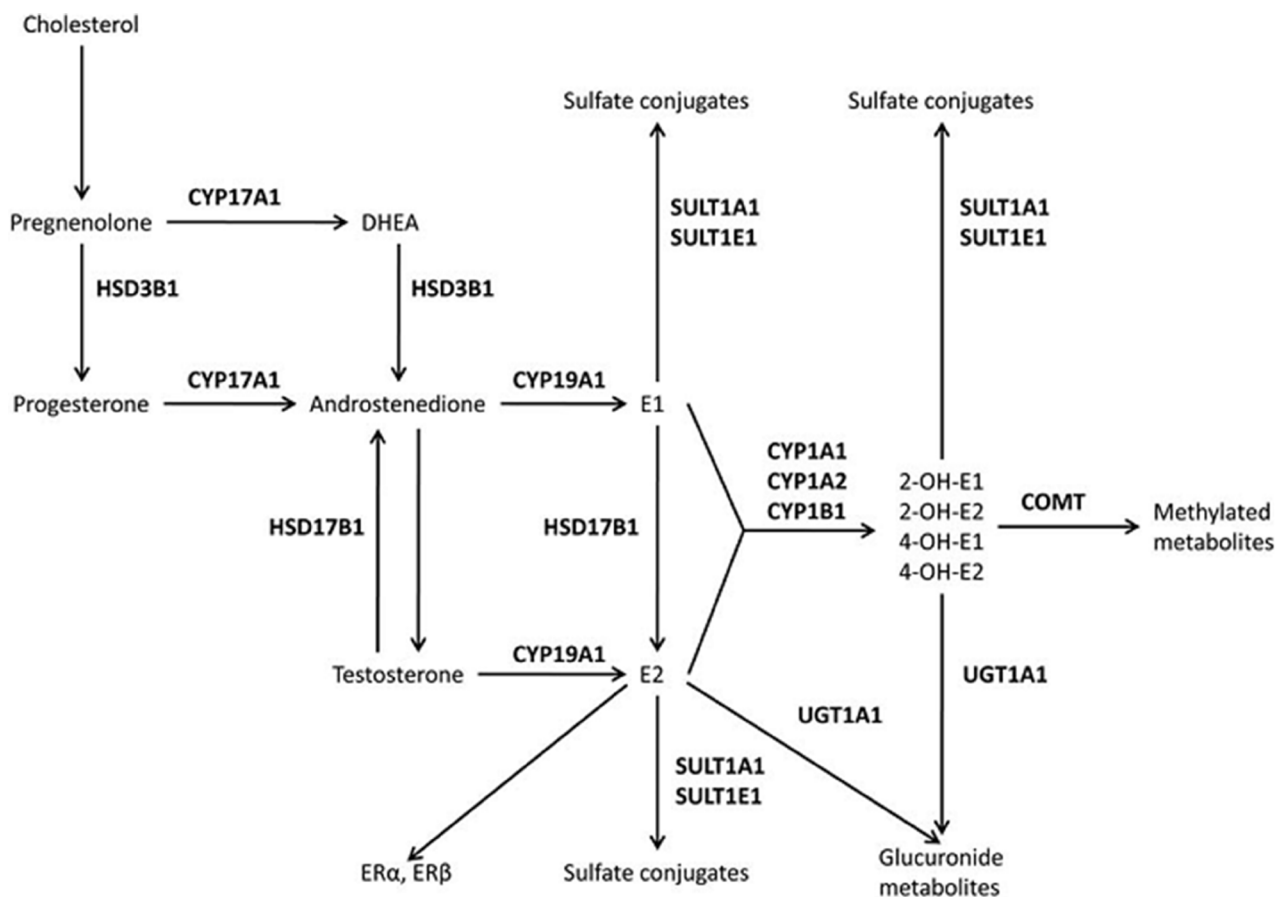 Cholesterol
Sulfate conjugates
Sulfate conjugates
CYP17A1
Pregnenolone
DHEA
SULT1A1
SULT1E1
SULT1A1
SULT1E1
HSD3B1
HSD3B1
CYP17A1
CYP19A1
Progesterone
Androstenedione
E1
CYP1A1
CYP1A2
CYP1B1
2-OH-E1
2-OH-E2
4-OH-E1
4-OH-E2
COMT
Methylated
metabolites
HSD17B1
HSD17B1
CYP19A1
Testosterone
E2
UGT1A1
UGT1A1
SULT1A1
SULT1E1
ERα, ERβ
Sulfate conjugates
Glucuronide
metabolites